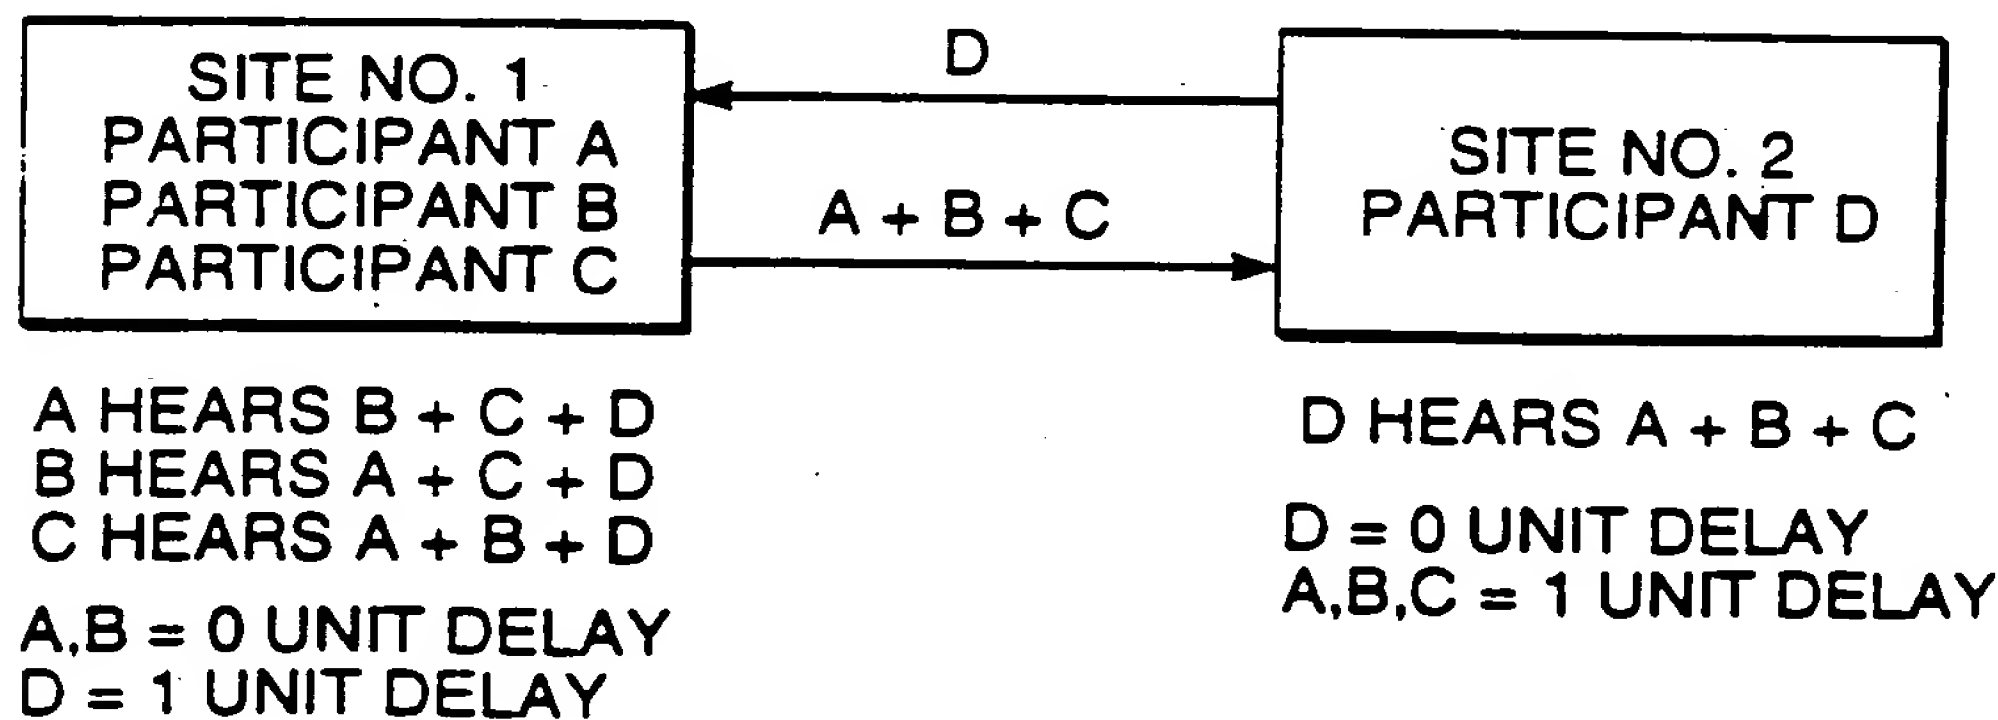 SITE NO. 1
PARTICIPANT A
PARTICIPANT B
PARTICIPANT C
D
A + B + C
SITE NO. 2
PARTICIPANT D
A HEARS B + C + D
B HEARS A + C + D
C HEARS A + B + D
A,B = 0 UNIT DELAY
D = 1 UNIT DELAY
D HEARS A + B + C
D = 0 UNIT DELAY
A,B,C = 1 UNIT DELAY